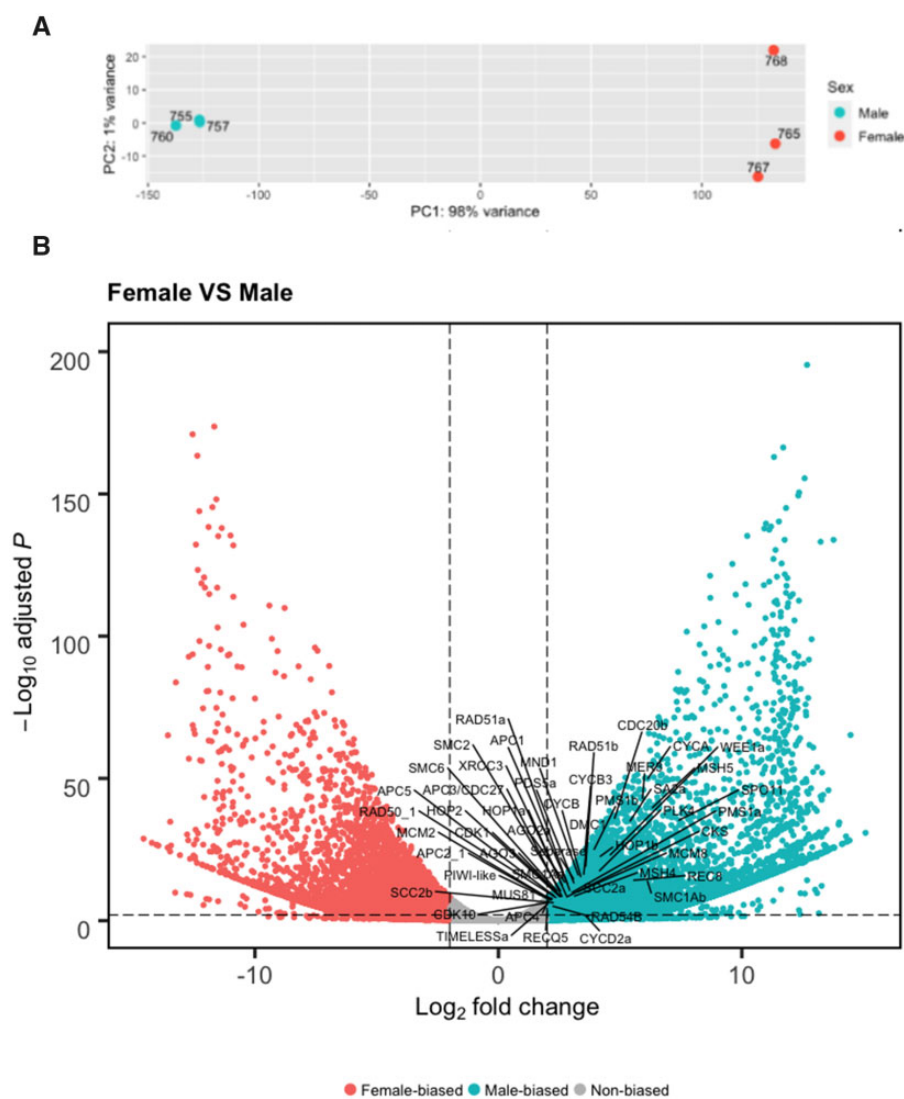 A
PC2: 1% variance
20
10
0
-10
768
755
757
760
765
767
-150
-100
-50
0
50
100
PC1: 98% variance
Sex
Male
Female
B
Female VS Male
−Log10 adjusted P
200
150
100
50
0
RAD51a
SMC2
APC1
CDC20b
RAD51b
CYCA
WEE1a
SMC6
XRCC3
MND1
MER3
MSH5
APC5
APC3/CDC27
PDS5a
CYCB3
SA2a
SPO11
RAD50_1
HOP2
HOP1a
CYCB
PMS1b
PLK4
PMS1a
MCM2
CDK1
AGO2a
DMC1
CKS
APC2_1
AGO3
Separase
HOP1b
MCM8
PIWI-like
MSH4
REC8
SCC2b
MUS81
SCC2a
SMC1Ab
CDK10
APC4
RAD54B
TIMELESSa
RECQ5
CYCD2a
-10
0
10
Log2 fold change
Female-biased
Male-biased
Non-biased